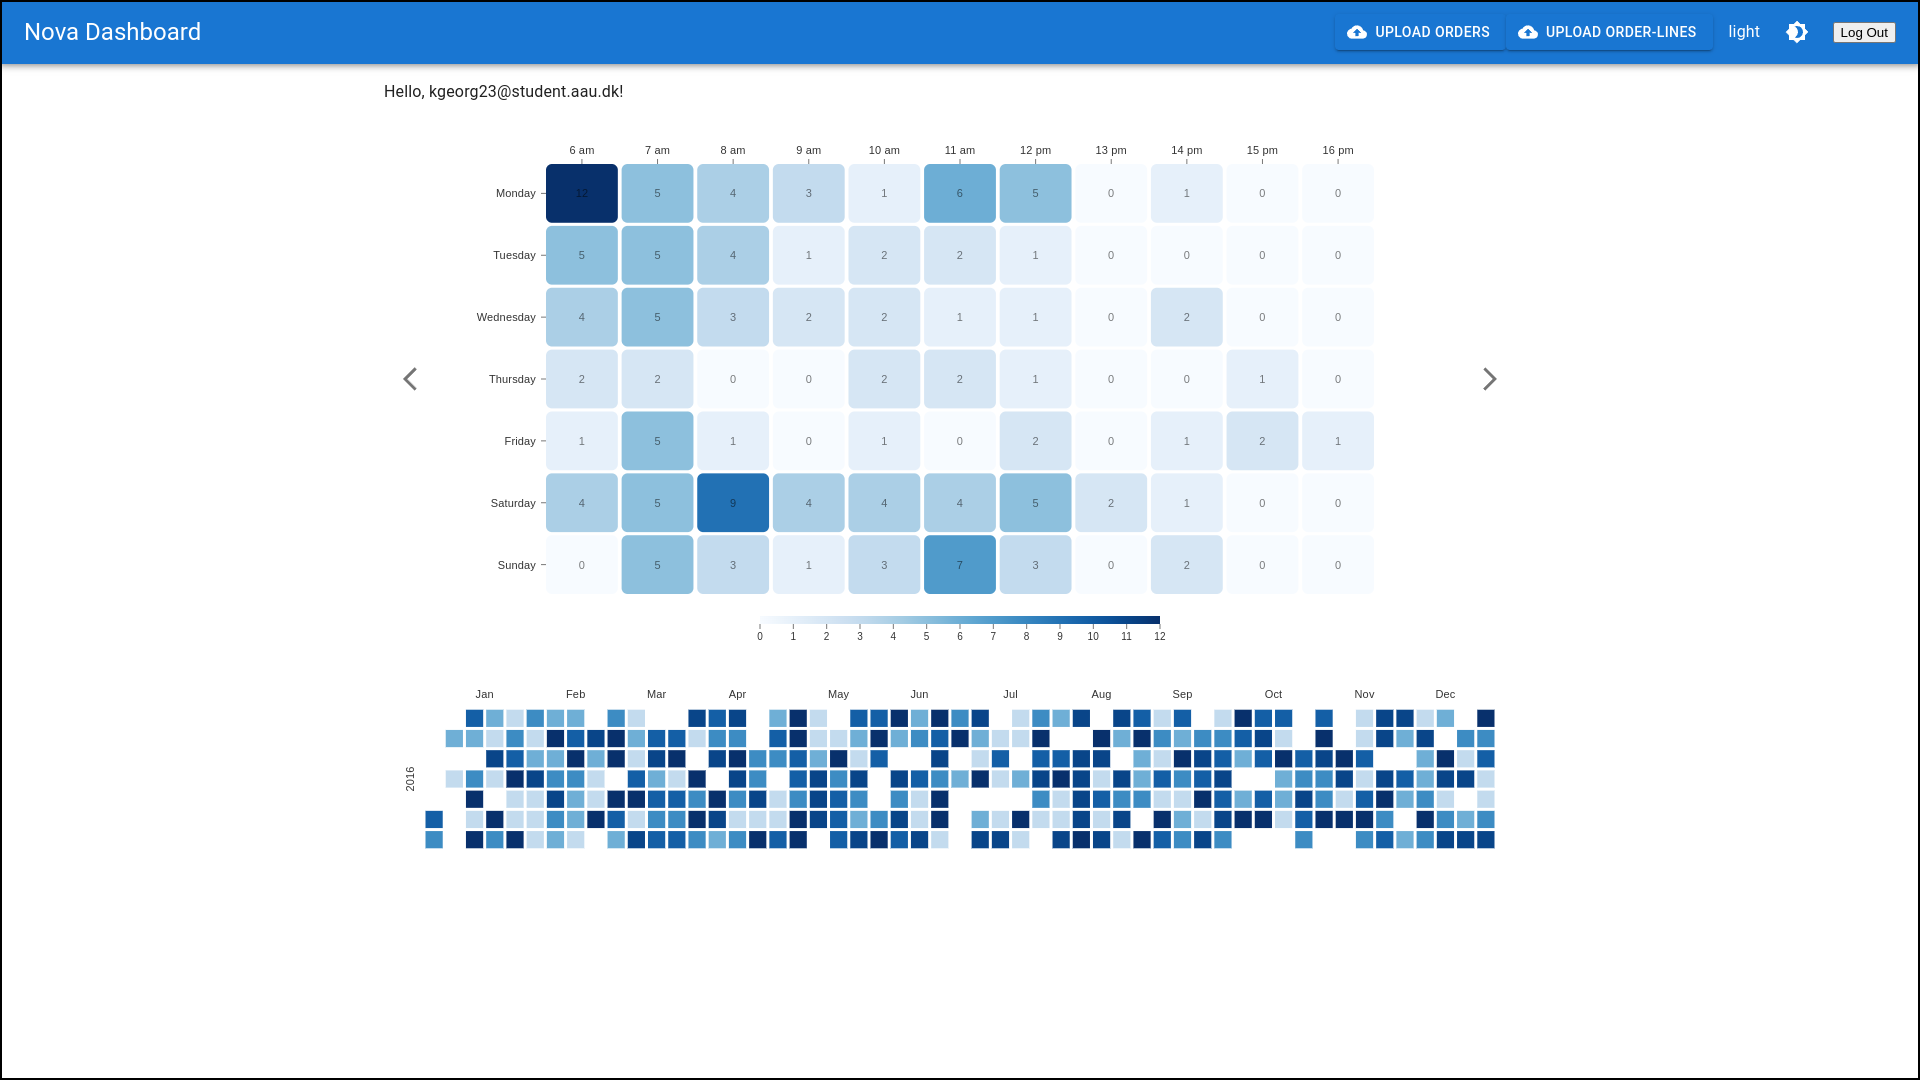 Nova Dashboard UPLOAD ORDERS UPLOAD ORDER-LINES light Log Out
Hello, kgeorg23@student.aau.dk!
6 am 7 am 8 am 9 am 10 am 11 am 12 pm 13 pm 14 pm 15 pm 16 pm
Monday 12 5 4 3 1 6 5 0 1 0 0
Tuesday 5 5 4 1 2 2 1 0 0 0 0
Wednesday 4 5 3 2 2 1 1 0 2 0 0
Thursday 2 2 0 0 2 2 1 0 0 1 0
Friday 1 5 1 0 1 0 2 0 1 2 1
Saturday 4 5 9 4 4 4 5 2 1 0 0
Sunday 0 5 3 1 3 7 3 0 2 0 0
0 1 2 3 4 5 6 7 8 9 10 11 12
Jan Feb Mar Apr May Jun Jul Aug Sep Oct Nov Dec
2016